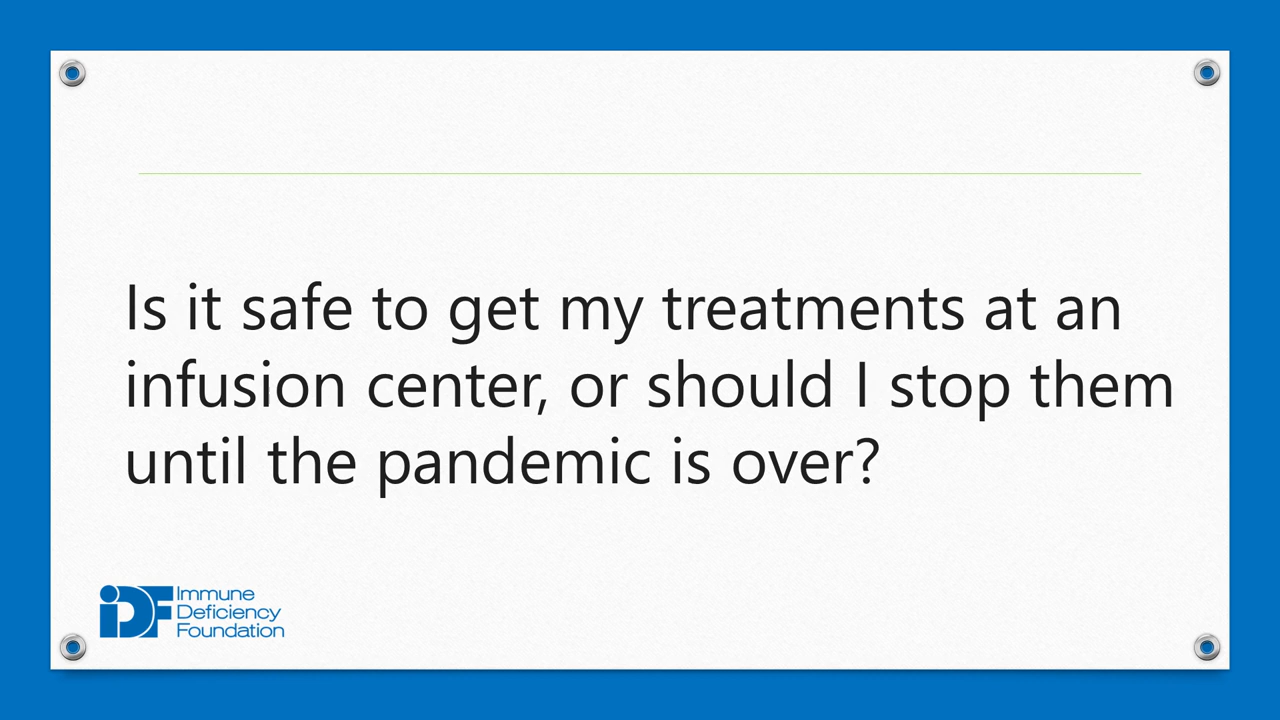 Is it safe to get my treatments at an
infusion center, or should I stop them
until the pandemic is over?
iDF Immune
Deficiency
Foundation